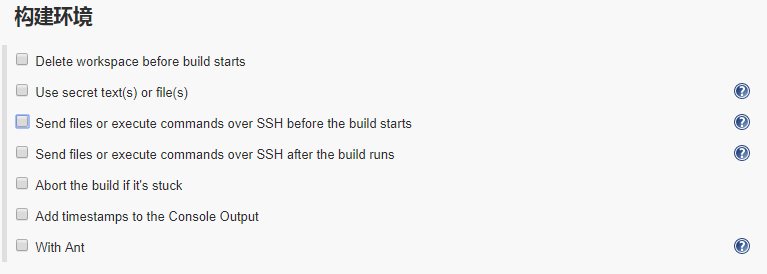 构建环境
Delete workspace before build starts
Use secret text(s) or file(s)
Send files or execute commands over SSH before the build starts
Send files or execute commands over SSH after the build runs
Abort the build if it's stuck
Add timestamps to the Console Output
With Ant